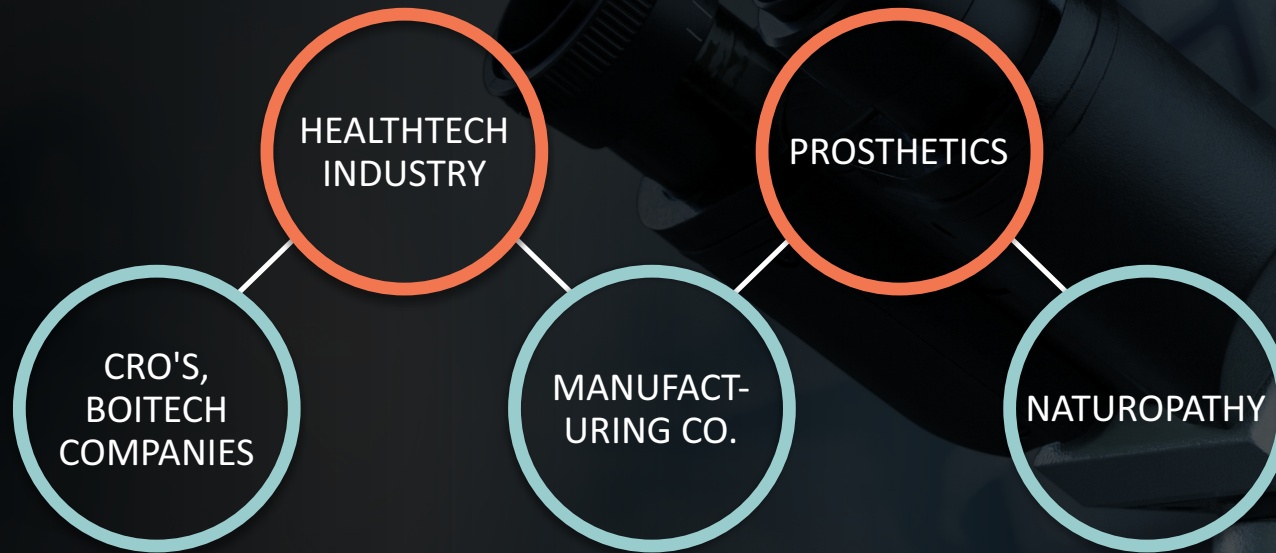 HEALTHTECH
INDUSTRY
PROSTHETICS
CRO'S,
BOITECH
COMPANIES
MANUFACT-
URING CO.
NATUROPATHY